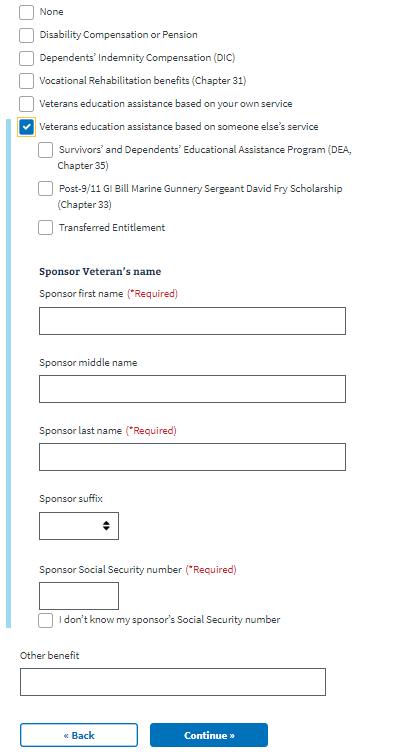 None
Disability Compensation or Pension
Dependents’ Indemnity Compensation (DIC)
Vocational Rehabilitation benefits (Chapter 31)
Veterans education assistance based on your own service
Veterans education assistance based on someone else’s service
Survivors’ and Dependents’ Educational Assistance Program (DEA,
Chapter 35)
Post-9/11 GI Bill Marine Gunnery Sergeant David Fry Scholarship
(Chapter 33)
Transferred Entitlement
Sponsor Veteran’s name
Sponsor first name (*Required)
Sponsor middle name
Sponsor last name (*Required)
Sponsor suffix
Sponsor Social Security number (*Required)
I don’t know my sponsor’s Social Security number
Other benefit
« Back
Continue »